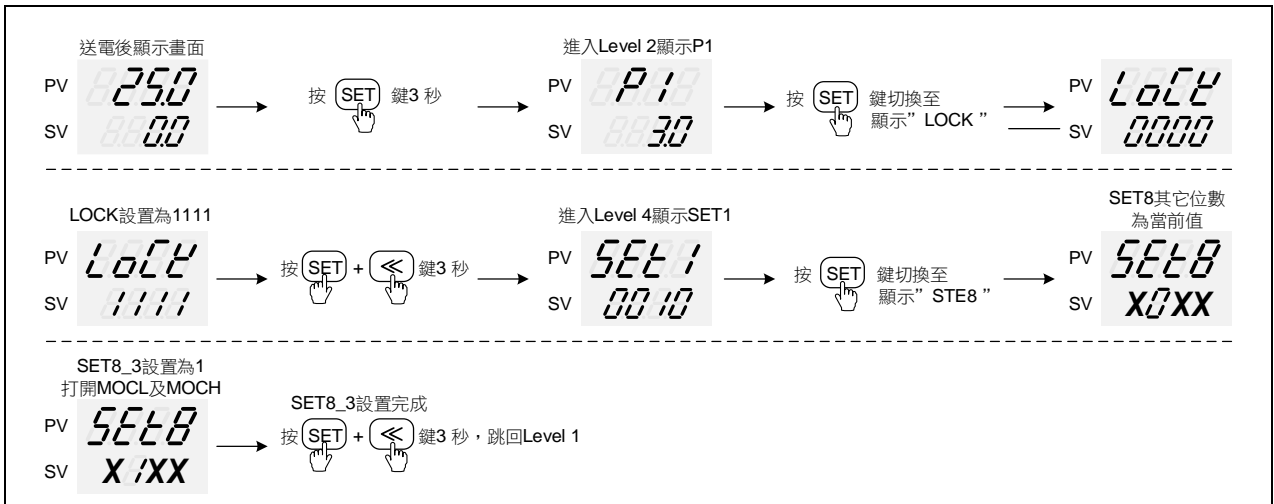 送電後顯示畫面
PV 25.0
SV 0.0
按 SET 鍵3 秒
進入Level 2顯示P1
PV P1
SV 3.0
按 SET 鍵切換至
顯示” LOCK ”
PV LoCK
SV 0000
LOCK設置為1111
PV LoCK
SV 1111
按 SET + ≪ 鍵3 秒
進入Level 4顯示SET1
PV SEt1
SV 0010
按 SET 鍵切換至
顯示” STE8 ”
SET8其它位數
為當前值
PV SEt8
SV X0XX
SET8_3設置為1
打開MOCL及MOCH
PV SEt8
SV X1XX
SET8_3設置完成
按 SET + ≪ 鍵3 秒，跳回Level 1